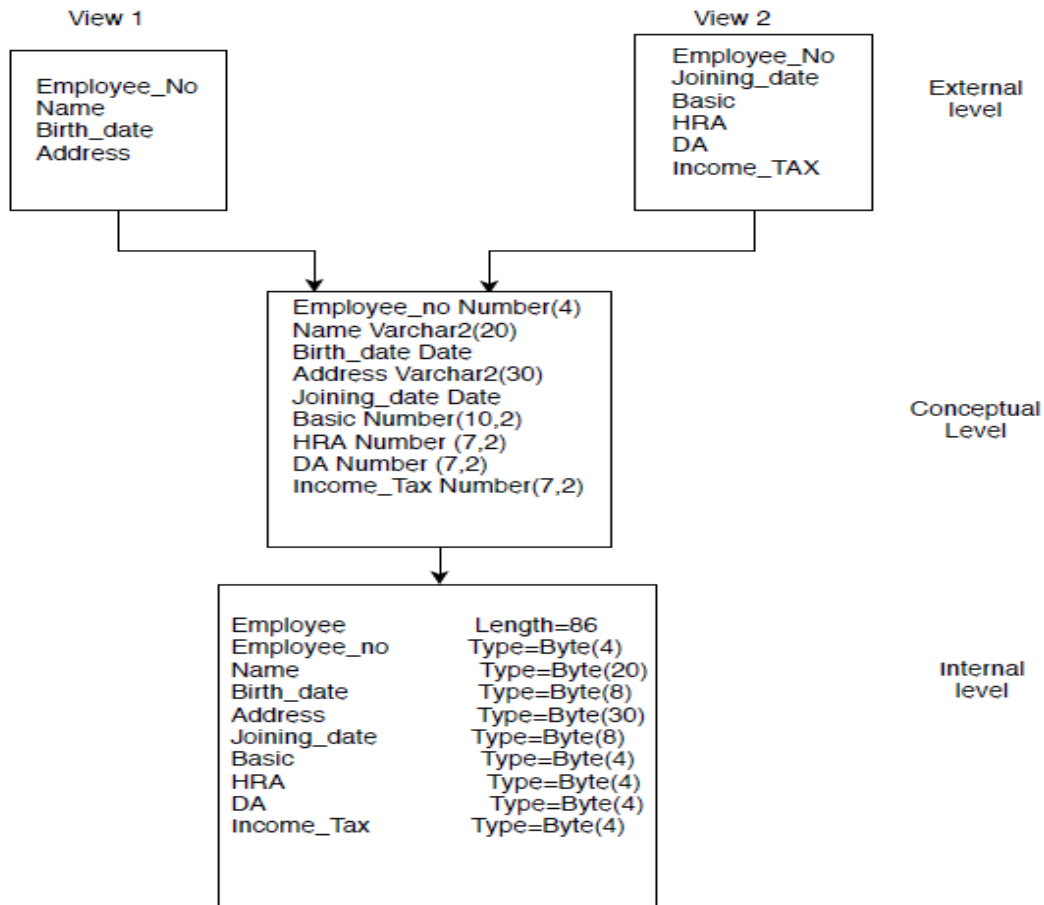 View 1
View 2
Employee_No
Name
Birth_date
Address
Employee_No
Joining_date
Basic
HRA
DA
Income_TAX
External
level
Employee_no Number(4)
Name Varchar2(20)
Birth_date Date
Address Varchar2(30)
Joining_date Date
Basic Number(10,2)
HRA Number (7,2)
DA Number (7,2)
Income_Tax Number(7,2)
Conceptual
Level
Employee Length=86
Employee_no Type=Byte(4)
Name Type=Byte(20)
Birth_date Type=Byte(8)
Address Type=Byte(30)
Joining_date Type=Byte(8)
Basic Type=Byte(4)
HRA Type=Byte(4)
DA Type=Byte(4)
Income_Tax Type=Byte(4)
Internal
level